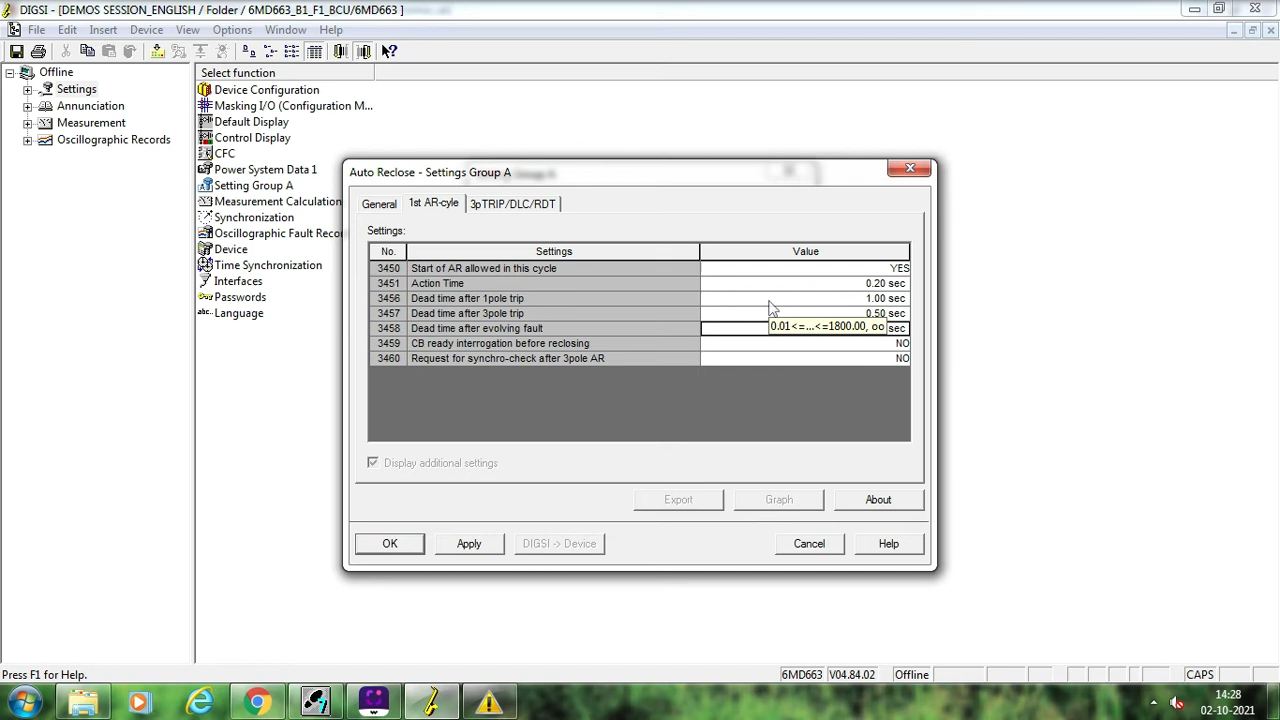 DIGSI - [DEMOS SESSION_ENGLISH / Folder / 6MD663_B1_F1_BCU/6MD663 ]
File Edit Insert Device View Options Window Help
Offline
Settings
Annunciation
Measurement
Oscillographic Records
Select function
Device Configuration
Masking I/O (Configuration M...
Default Display
Control Display
CFC
Power System Data 1
Setting Group A
Measurement Calculation
Synchronization
Oscillographic Fault Reco
Device
Time Synchronization
Interfaces
Passwords
abc.. Language
Auto Reclose - Settings Group A
General 1st AR-cyle 3pTRIP/DLC/RDT
Settings:
No. Settings Value
3450 Start of AR allowed in this cycle YES
3451 Action Time 0.20 sec
3456 Dead time after 1pole trip 1.00 sec
3457 Dead time after 3pole trip 0.50 sec
3458 Dead time after evolving fault sec
0.01<=...<=1800.00, oo
3459 CB ready interrogation before reclosing NO
3460 Request for synchro-check after 3pole AR NO
Display additional settings
Export Graph About
OK Apply DIGSI -> Device Cancel Help
Press F1 for Help. 6MD663 V04.84.02 Offline CAPS
14:28
02-10-2021